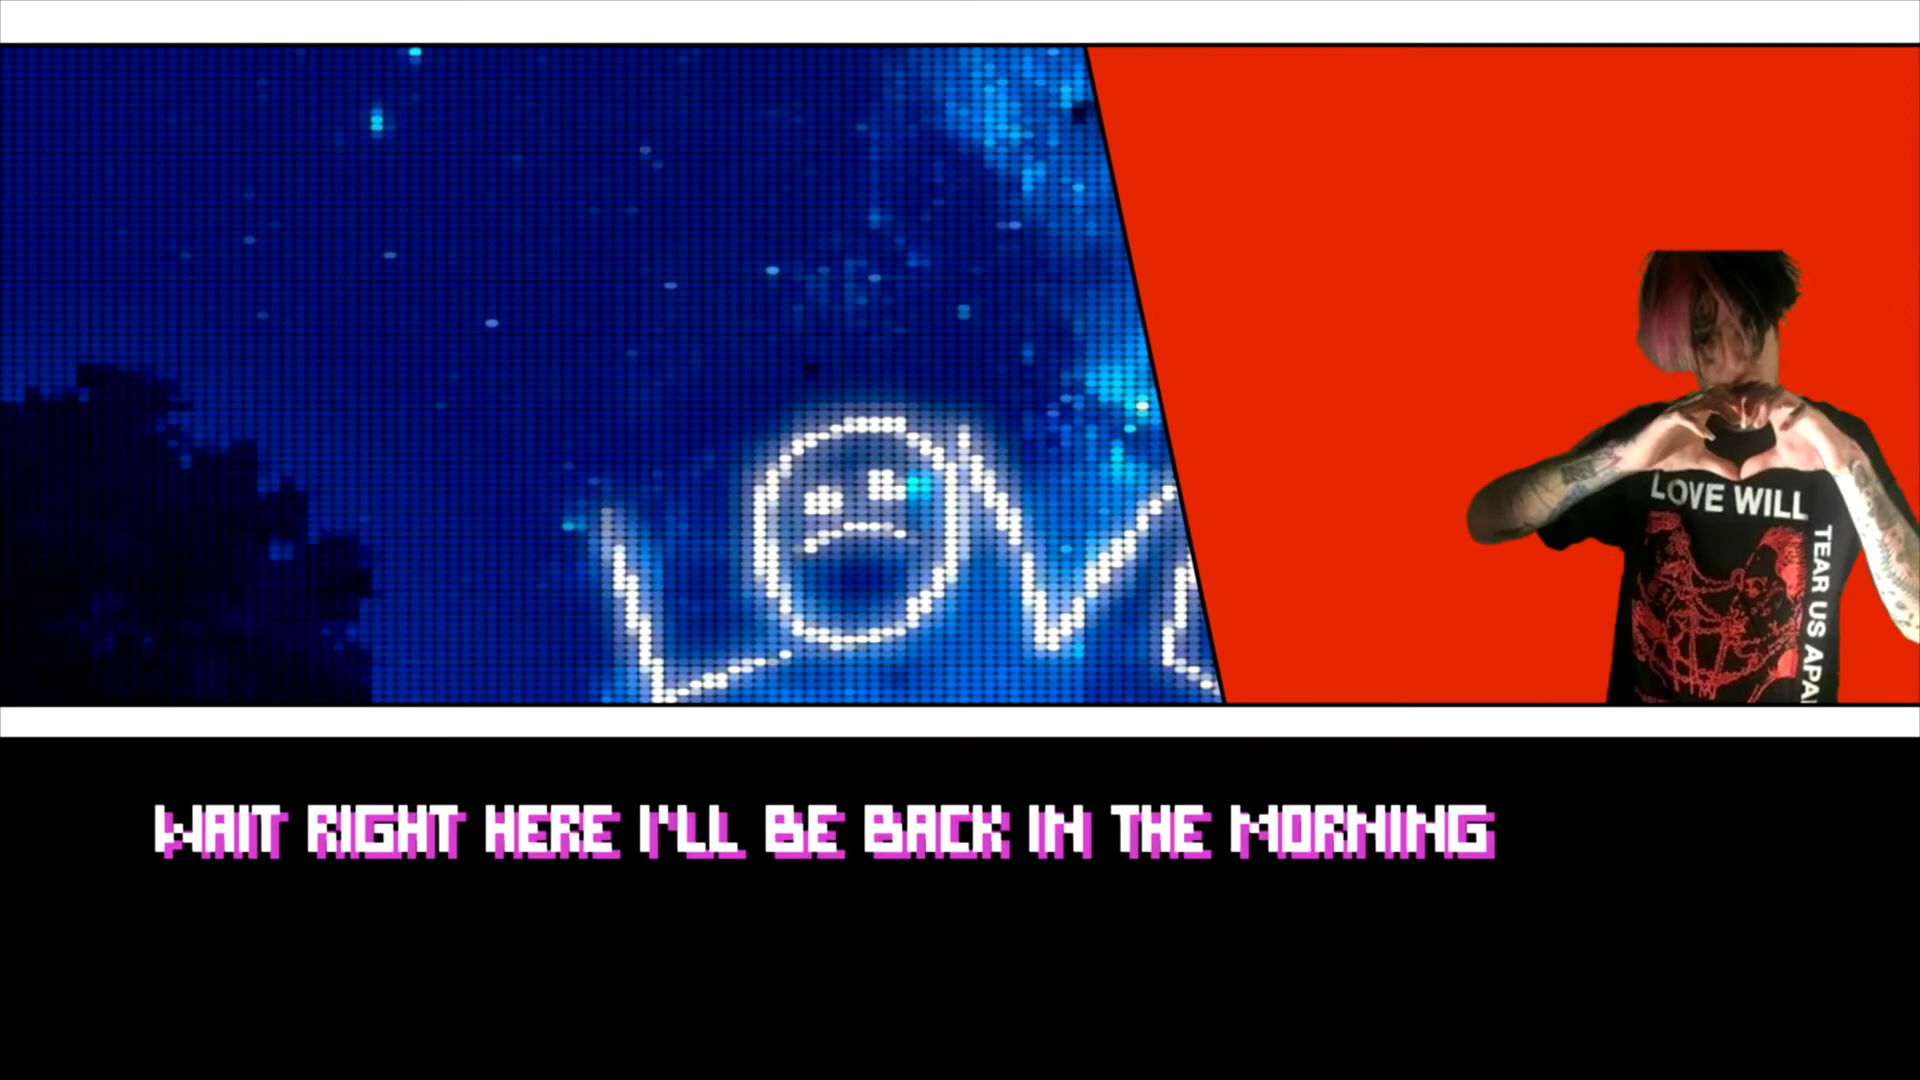 LOVE WILL
TEAR US APA
WAIT RIGHT HERE I'LL BE BACK IN THE MORNING